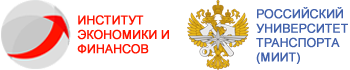 ИНСТИТУТ
ЭКОНОМИКИ И
ФИНАНСОВ
РОССИЙСКИЙ
УНИВЕРСИТЕТ
ТРАНСПОРТА
(МИИТ)